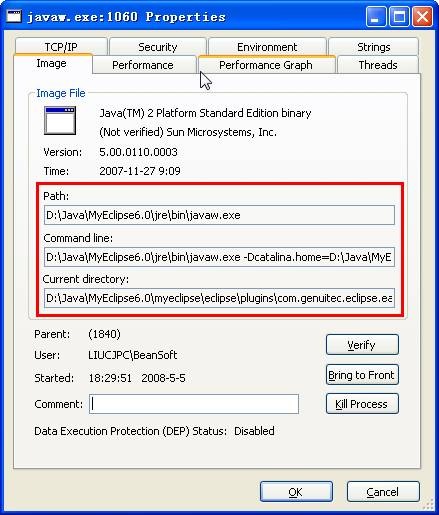 javaw.exe:1060 Properties
TCP/IP Security Environment Strings
Image Performance Performance Graph Threads
Image File
Java(TM) 2 Platform Standard Edition binary
(Not verified) Sun Microsystems, Inc.
Version: 5.00.0110.0003
Time: 2007-11-27 9:09
Path:
D:\Java\MyEclipse6.0\jre\bin\javaw.exe
Command line:
D:\Java\MyEclipse6.0\jre\bin\javaw.exe -Dcatalina.home=D:\Java\MyE
Current directory:
D:\Java\MyEclipse6.0\myeclipse\eclipse\plugins\com.genuitec.eclipse.ea
Parent: (1840)
User: LIUCJPC\BeanSoft
Verify
Started: 18:29:51 2008-5-5
Bring to Front
Comment:
Kill Process
Data Execution Protection (DEP) Status: Disabled
OK Cancel